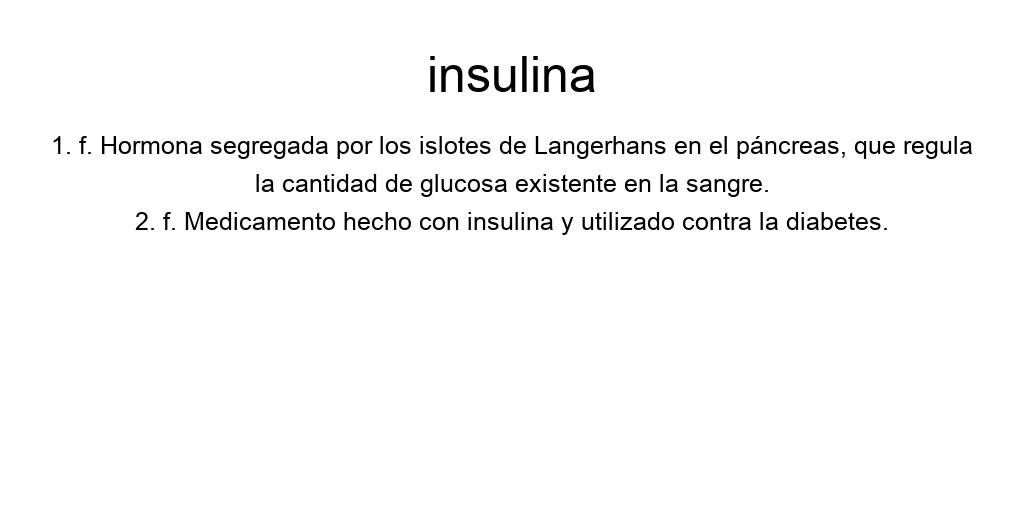 insulina
1. f. Hormona segregada por los islotes de Langerhans en el páncreas, que regula
la cantidad de glucosa existente en la sangre.
2. f. Medicamento hecho con insulina y utilizado contra la diabetes.